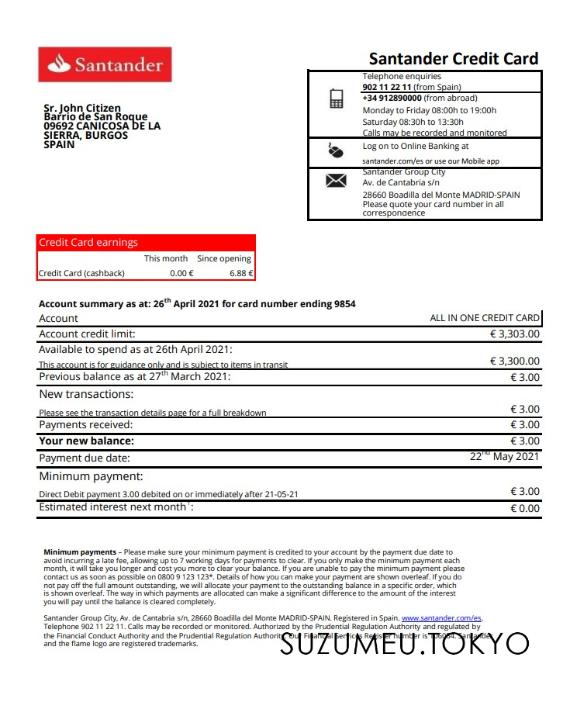 Santander
Santander Credit Card
Telephone enquiries
902 11 22 11 (from Spain)
+34 912890000 (from abroad)
Monday to Friday 08:00h to 19:00h
Saturday 08:30h to 13:30h
Calls may be recorded and monitored
Log on to Online Banking at
santander.com/es or use our Mobile app
Santander Group City
Av. de Cantabria s/n
28660 Boadilla del Monte MADRID-SPAIN
Please quote your card number in all
correspondence
Sr. John Citizen
Barrio de San Roque
09692 CANICOSA DE LA
SIERRA, BURGOS
SPAIN
Credit Card earnings
This month Since opening
Credit Card (cashback) 0.00 € 6.88 €
Account summary as at: 26th April 2021 for card number ending 9854
Account ALL IN ONE CREDIT CARD
Account credit limit: € 3,303.00
Available to spend as at 26th April 2021:
This account is for guidance only and is subject to items in transit € 3,300.00
Previous balance as at 27th March 2021: € 3.00
New transactions:
Please see the transaction details page for a full breakdown € 3.00
Payments received: € 3.00
Your new balance: € 3.00
Payment due date: 22nd May 2021
Minimum payment:
Direct Debit payment 3.00 debited on or immediately after 21-05-21 € 3.00
Estimated interest next month¹: € 0.00
Minimum payments – Please make sure your minimum payment is credited to your account by the payment due date to
avoid incurring a late fee, allowing up to 7 working days for payments to clear. If you only make the minimum payment each
month, it will take you longer and cost you more to clear your balance. If you are unable to pay the minimum payment please
contact us as soon as possible on 0800 9 123 123*. Details of how you can make your payment are shown overleaf. If you do
not pay off the full amount outstanding, we will allocate your payment to the outstanding balance in a specific order, which
is shown overleaf. The way in which payments are allocated can make a significant difference to the amount of the interest
you will pay until the balance is cleared completely.
Santander Group City, Av. de Cantabria s/n, 28660 Boadilla del Monte MADRID-SPAIN. Registered in Spain. www.santander.com/es.
Telephone 902 11 22 11. Calls may be recorded or monitored. Authorized by the Prudential Regulation Authority and regulated by
the Financial Conduct Authority and the Prudential Regulation Authority. Our Financial Services Register number is 106054. Santander
and the flame logo are registered trademarks.
SUZUMEU.TOKYO